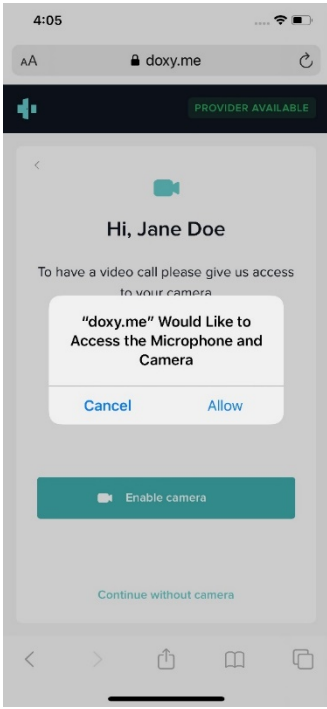 4:05
AA
doxy.me
PROVIDER AVAILABLE
Hi, Jane Doe
To have a video call please give us access
to your camera
"doxy.me" Would Like to
Access the Microphone and
Camera
Cancel
Allow
Enable camera
Continue without camera